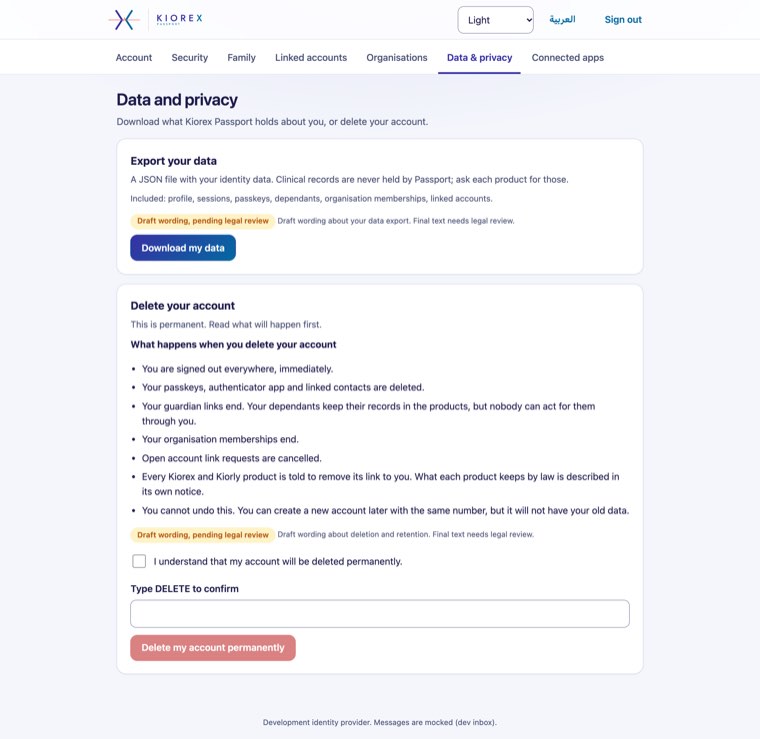 KIOREX
PASSPORT
Light
العربية
Sign out
Account
Security
Family
Linked accounts
Organisations
Data & privacy
Connected apps
Data and privacy
Download what Kiorex Passport holds about you, or delete your account.
Export your data
A JSON file with your identity data. Clinical records are never held by Passport; ask each product for those.
Included: profile, sessions, passkeys, dependants, organisation memberships, linked accounts.
Draft wording, pending legal review Draft wording about your data export. Final text needs legal review.
Download my data
Delete your account
This is permanent. Read what will happen first.
What happens when you delete your account
• You are signed out everywhere, immediately.
• Your passkeys, authenticator app and linked contacts are deleted.
• Your guardian links end. Your dependants keep their records in the products, but nobody can act for them
through you.
• Your organisation memberships end.
• Open account link requests are cancelled.
• Every Kiorex and Kiorly product is told to remove its link to you. What each product keeps by law is described in
its own notice.
• You cannot undo this. You can create a new account later with the same number, but it will not have your old data.
Draft wording, pending legal review Draft wording about deletion and retention. Final text needs legal review.
I understand that my account will be deleted permanently.
Type DELETE to confirm
Delete my account permanently
Development identity provider. Messages are mocked (dev inbox).